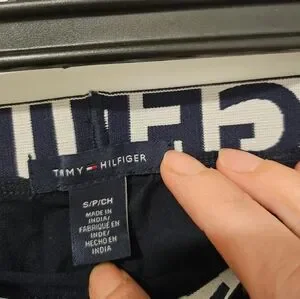 TOMMY HILFIGER
S/P/CH
MADE IN
INDIA/
FABRIQUÉ EN
INDE/
HECHO EN
INDIA